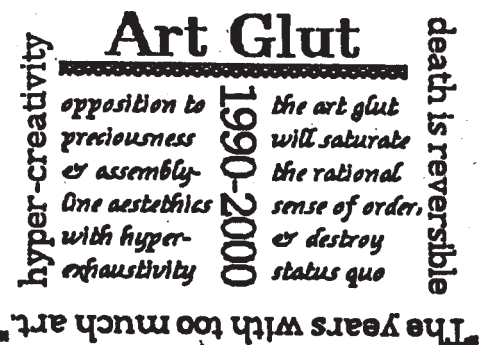 Art Glut
hyper-creativity
opposition to
preciousness
& assembly-
line aestethics
with hyper-
exhaustivity
1990-2000
the art glut
will saturate
the rational
sense of order,
& destroy
status quo
death is reversible
"The years with too much art."